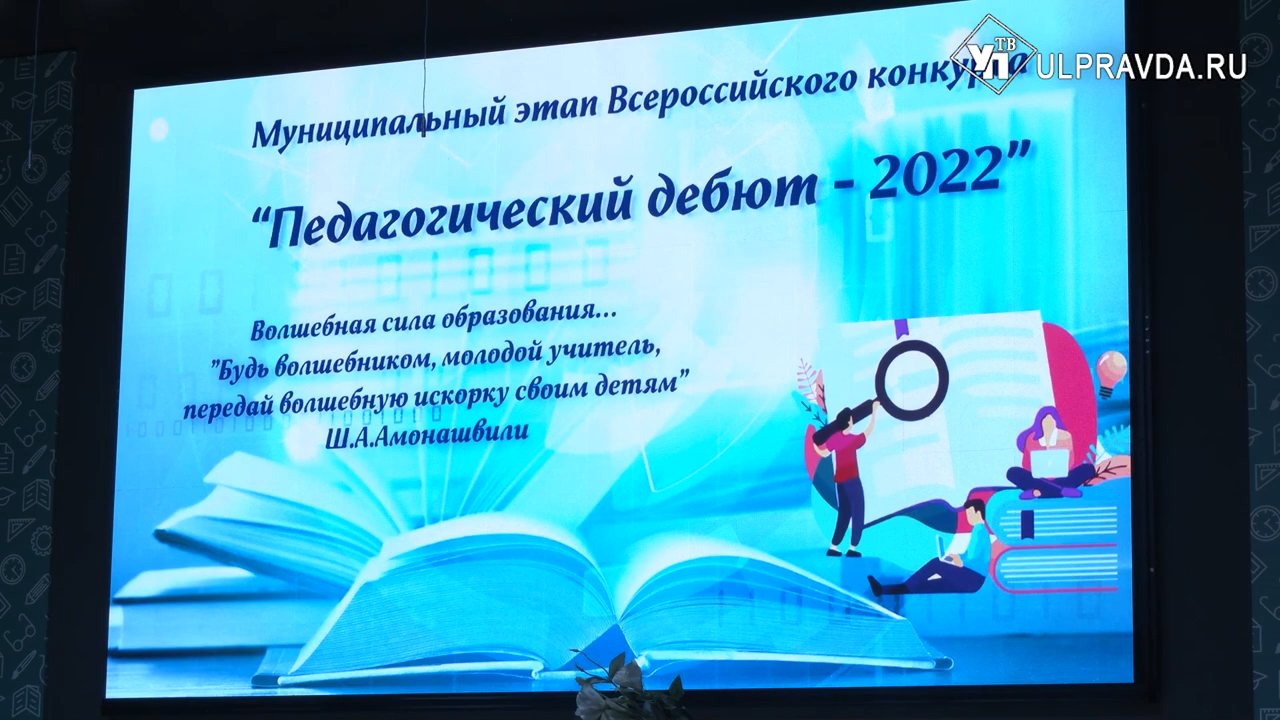 УП ТВ ULPRAVDA.RU
Муниципальный этап Всероссийского конкурса
“Педагогический дебют - 2022”
Волшебная сила образования...
"Будь волшебником, молодой учитель,
передай волшебную искорку своим детям"
Ш.А.Амонашвили